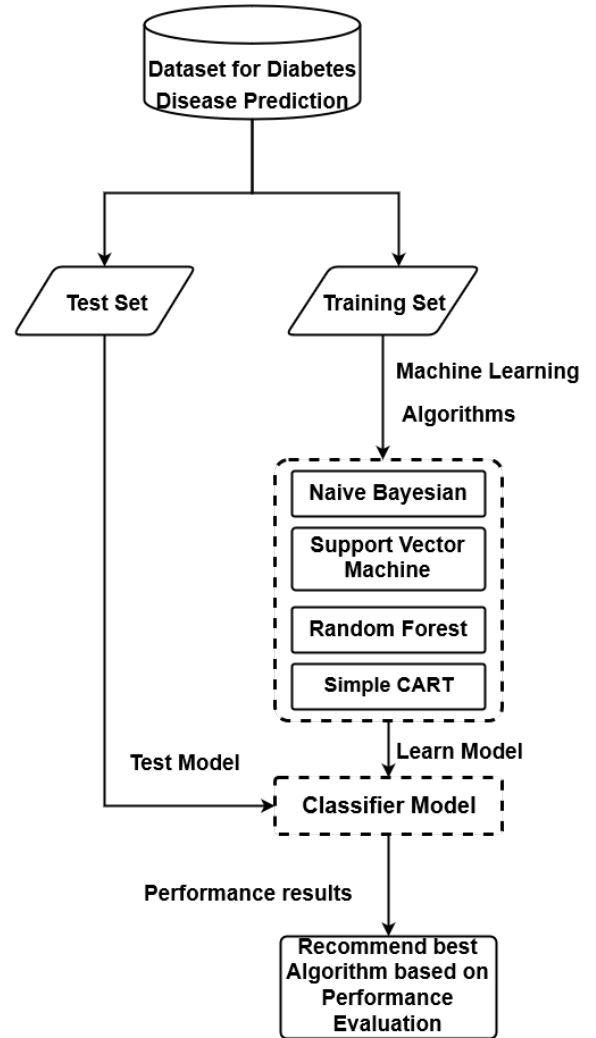 Dataset for Diabetes
Disease Prediction
Test Set
Training Set
Machine Learning
Algorithms
Naive Bayesian
Support Vector
Machine
Random Forest
Simple CART
Learn Model
Test Model
Classifier Model
Performance results
Recommend best
Algorithm based on
Performance
Evaluation